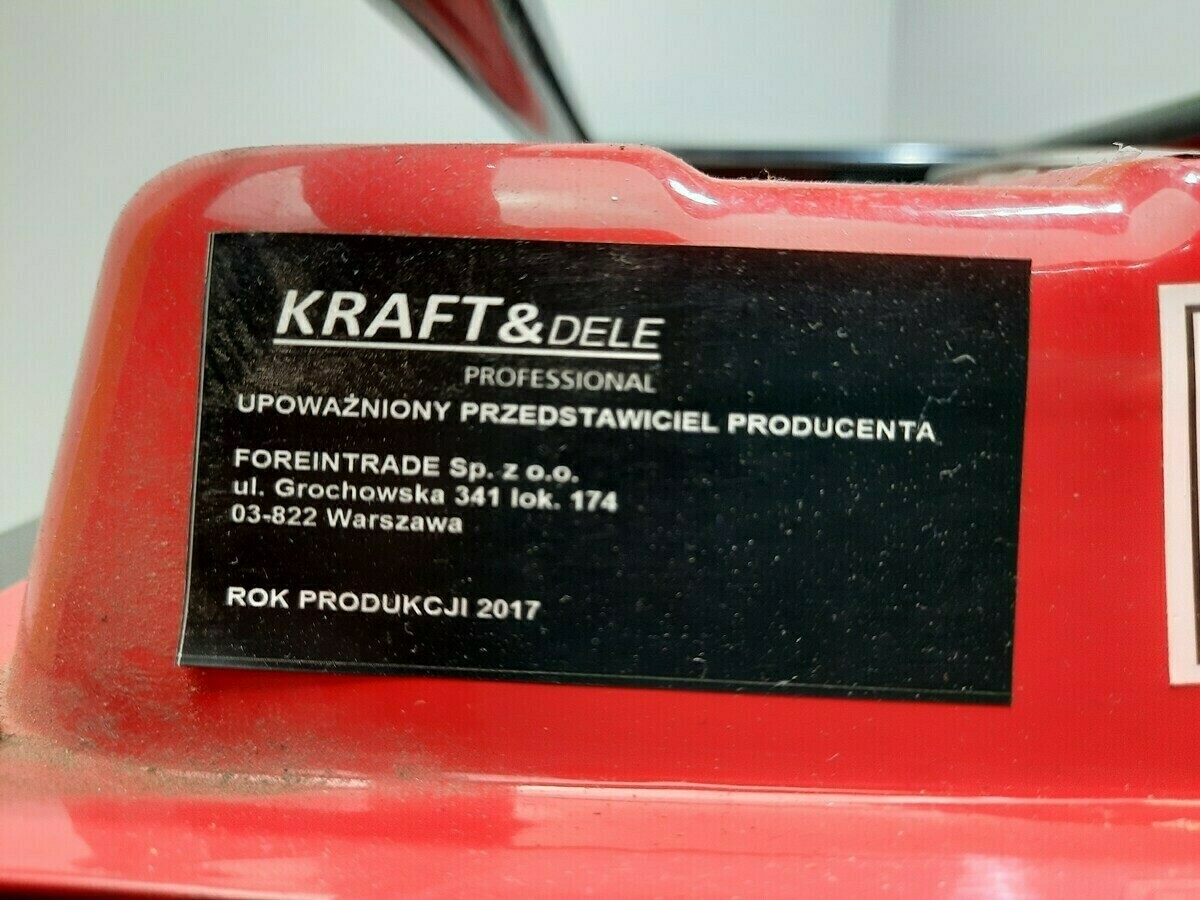 KRAFT&DELE
PROFESSIONAL
UPOWAŻNIONY PRZEDSTAWICIEL PRODUCENTA
FOREINTRADE Sp. z o.o.
ul. Grochowska 341 lok. 174
03-822 Warszawa
ROK PRODUKCJI 2017